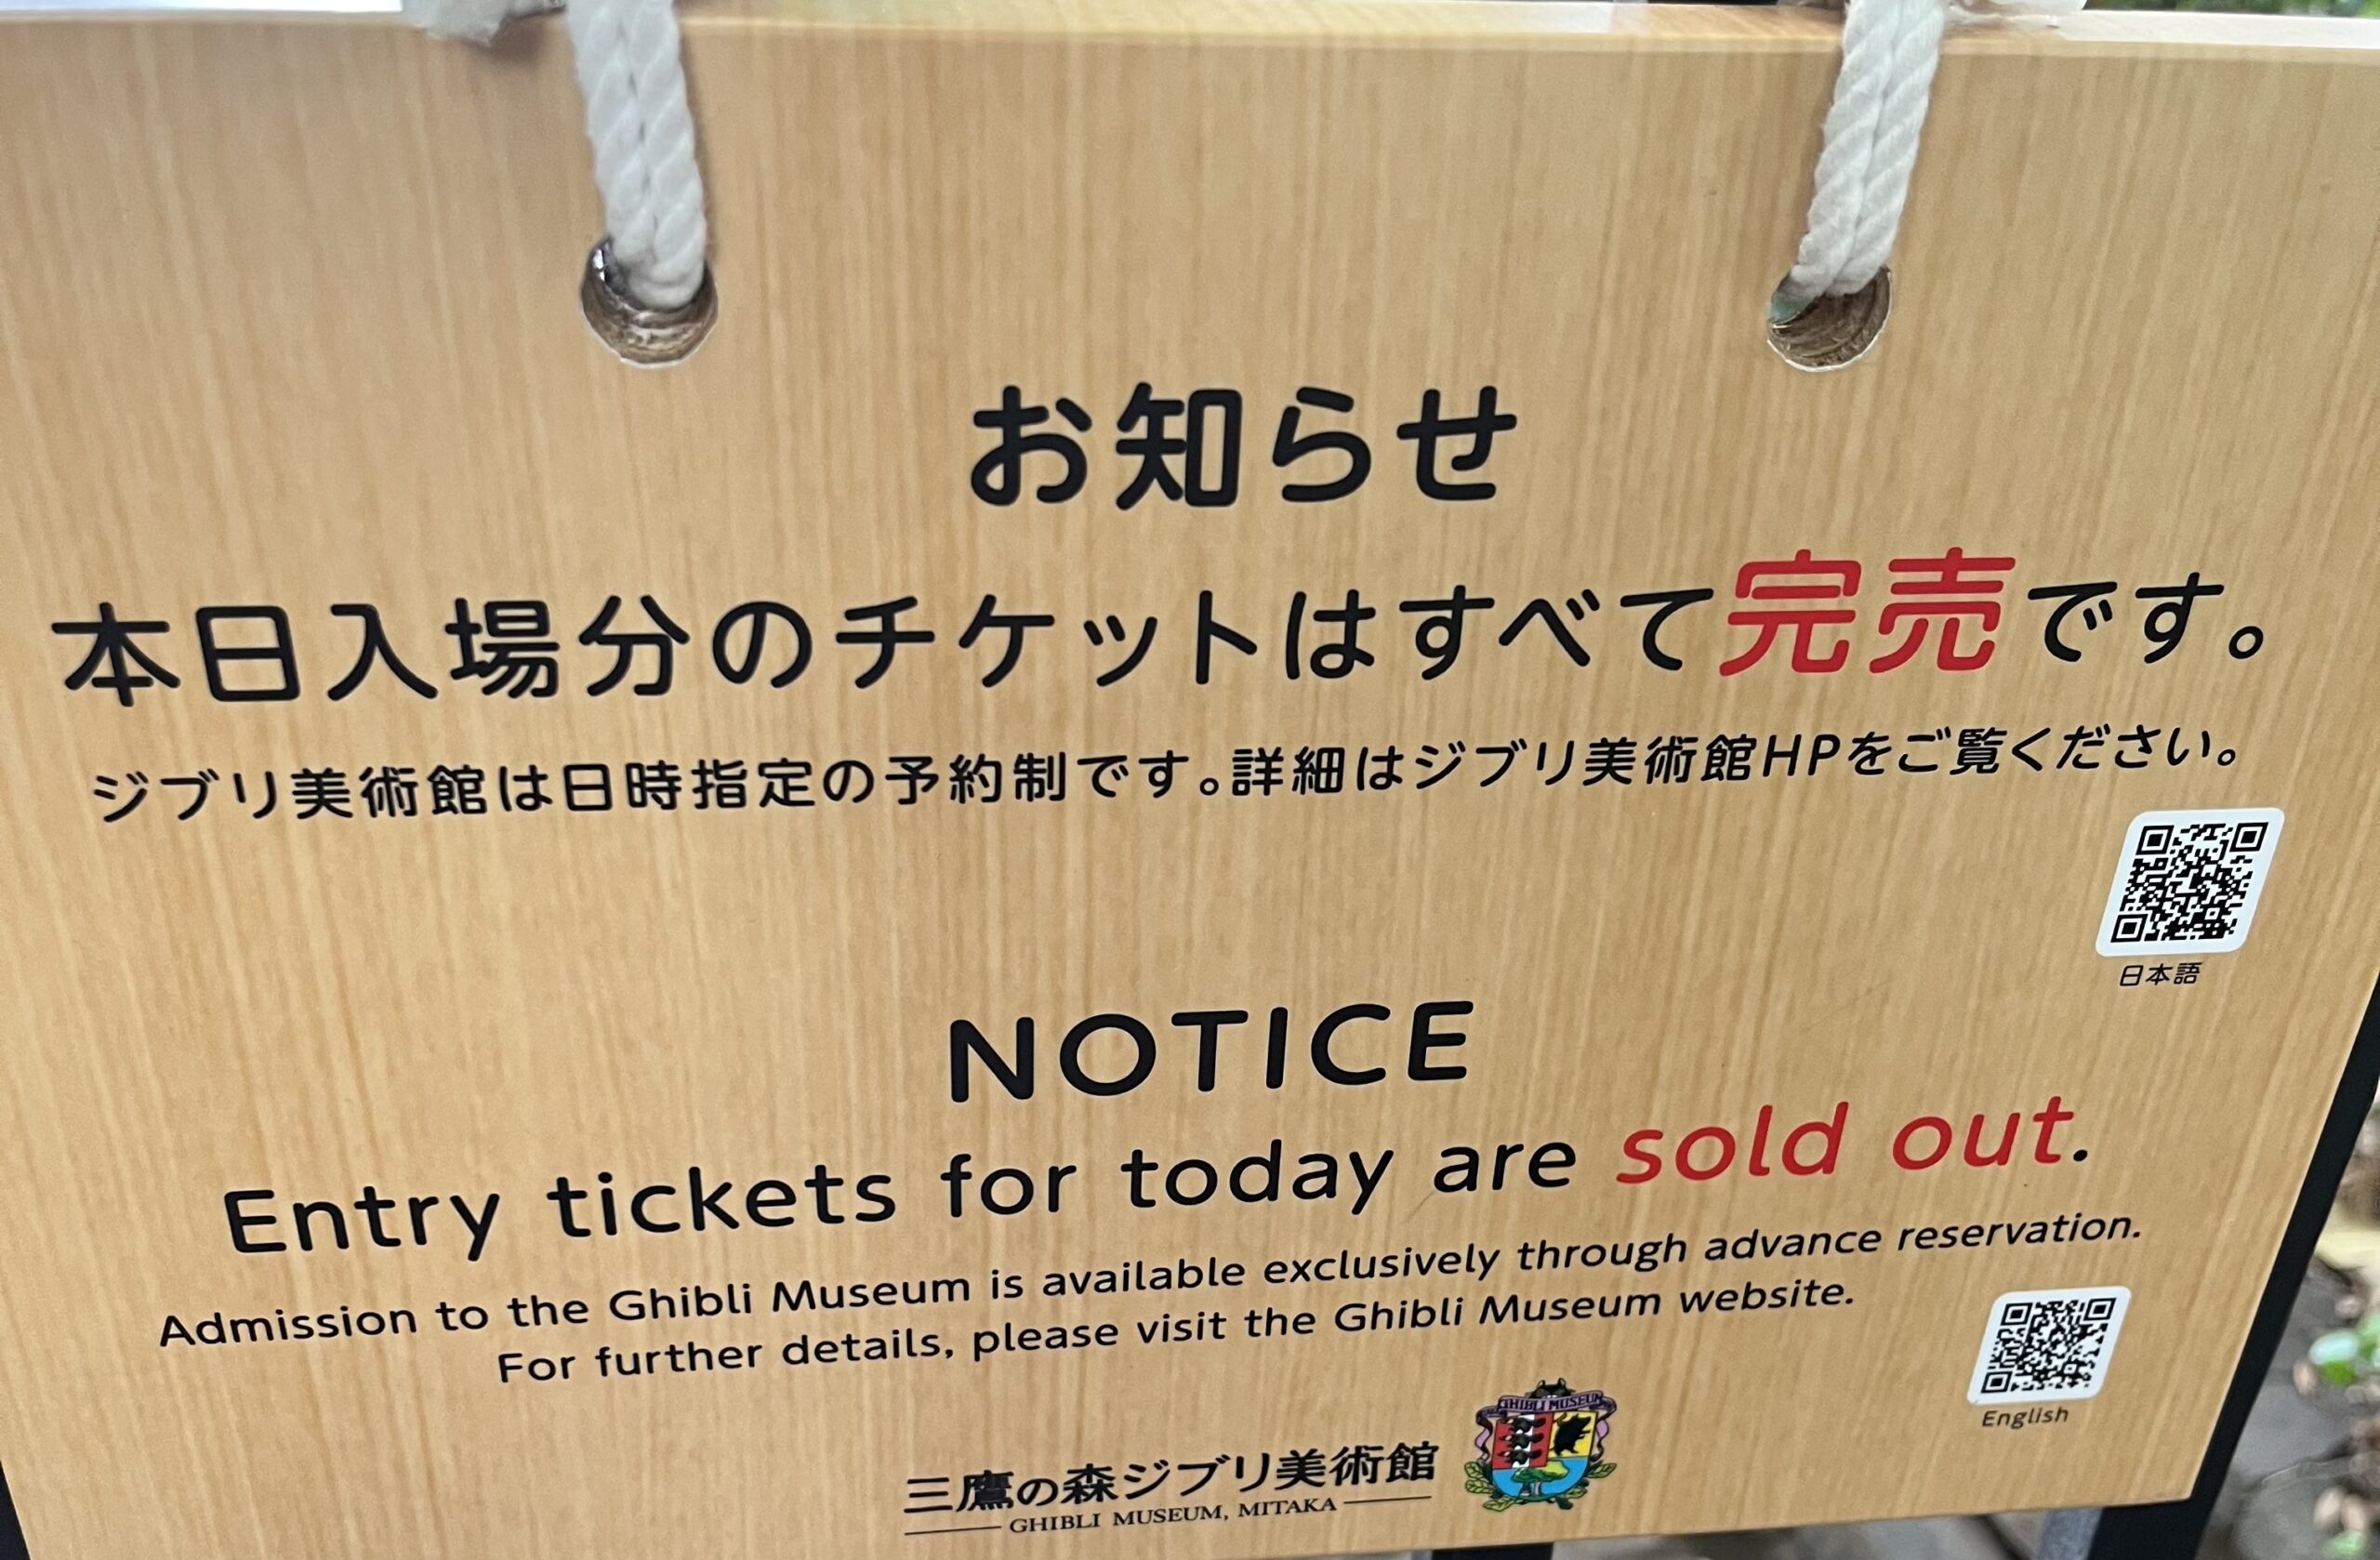 お知らせ
本日入場分のチケットはすべて完売です。
ジブリ美術館は日時指定の予約制です。詳細はジブリ美術館HPをご覧ください。
日本語
NOTICE
Entry tickets for today are sold out.
Admission to the Ghibli Museum is available exclusively through advance reservation.
For further details, please visit the Ghibli Museum website.
English
GHIBLI MUSEUM
三鷹の森ジブリ美術館
GHIBLI MUSEUM, MITAKA